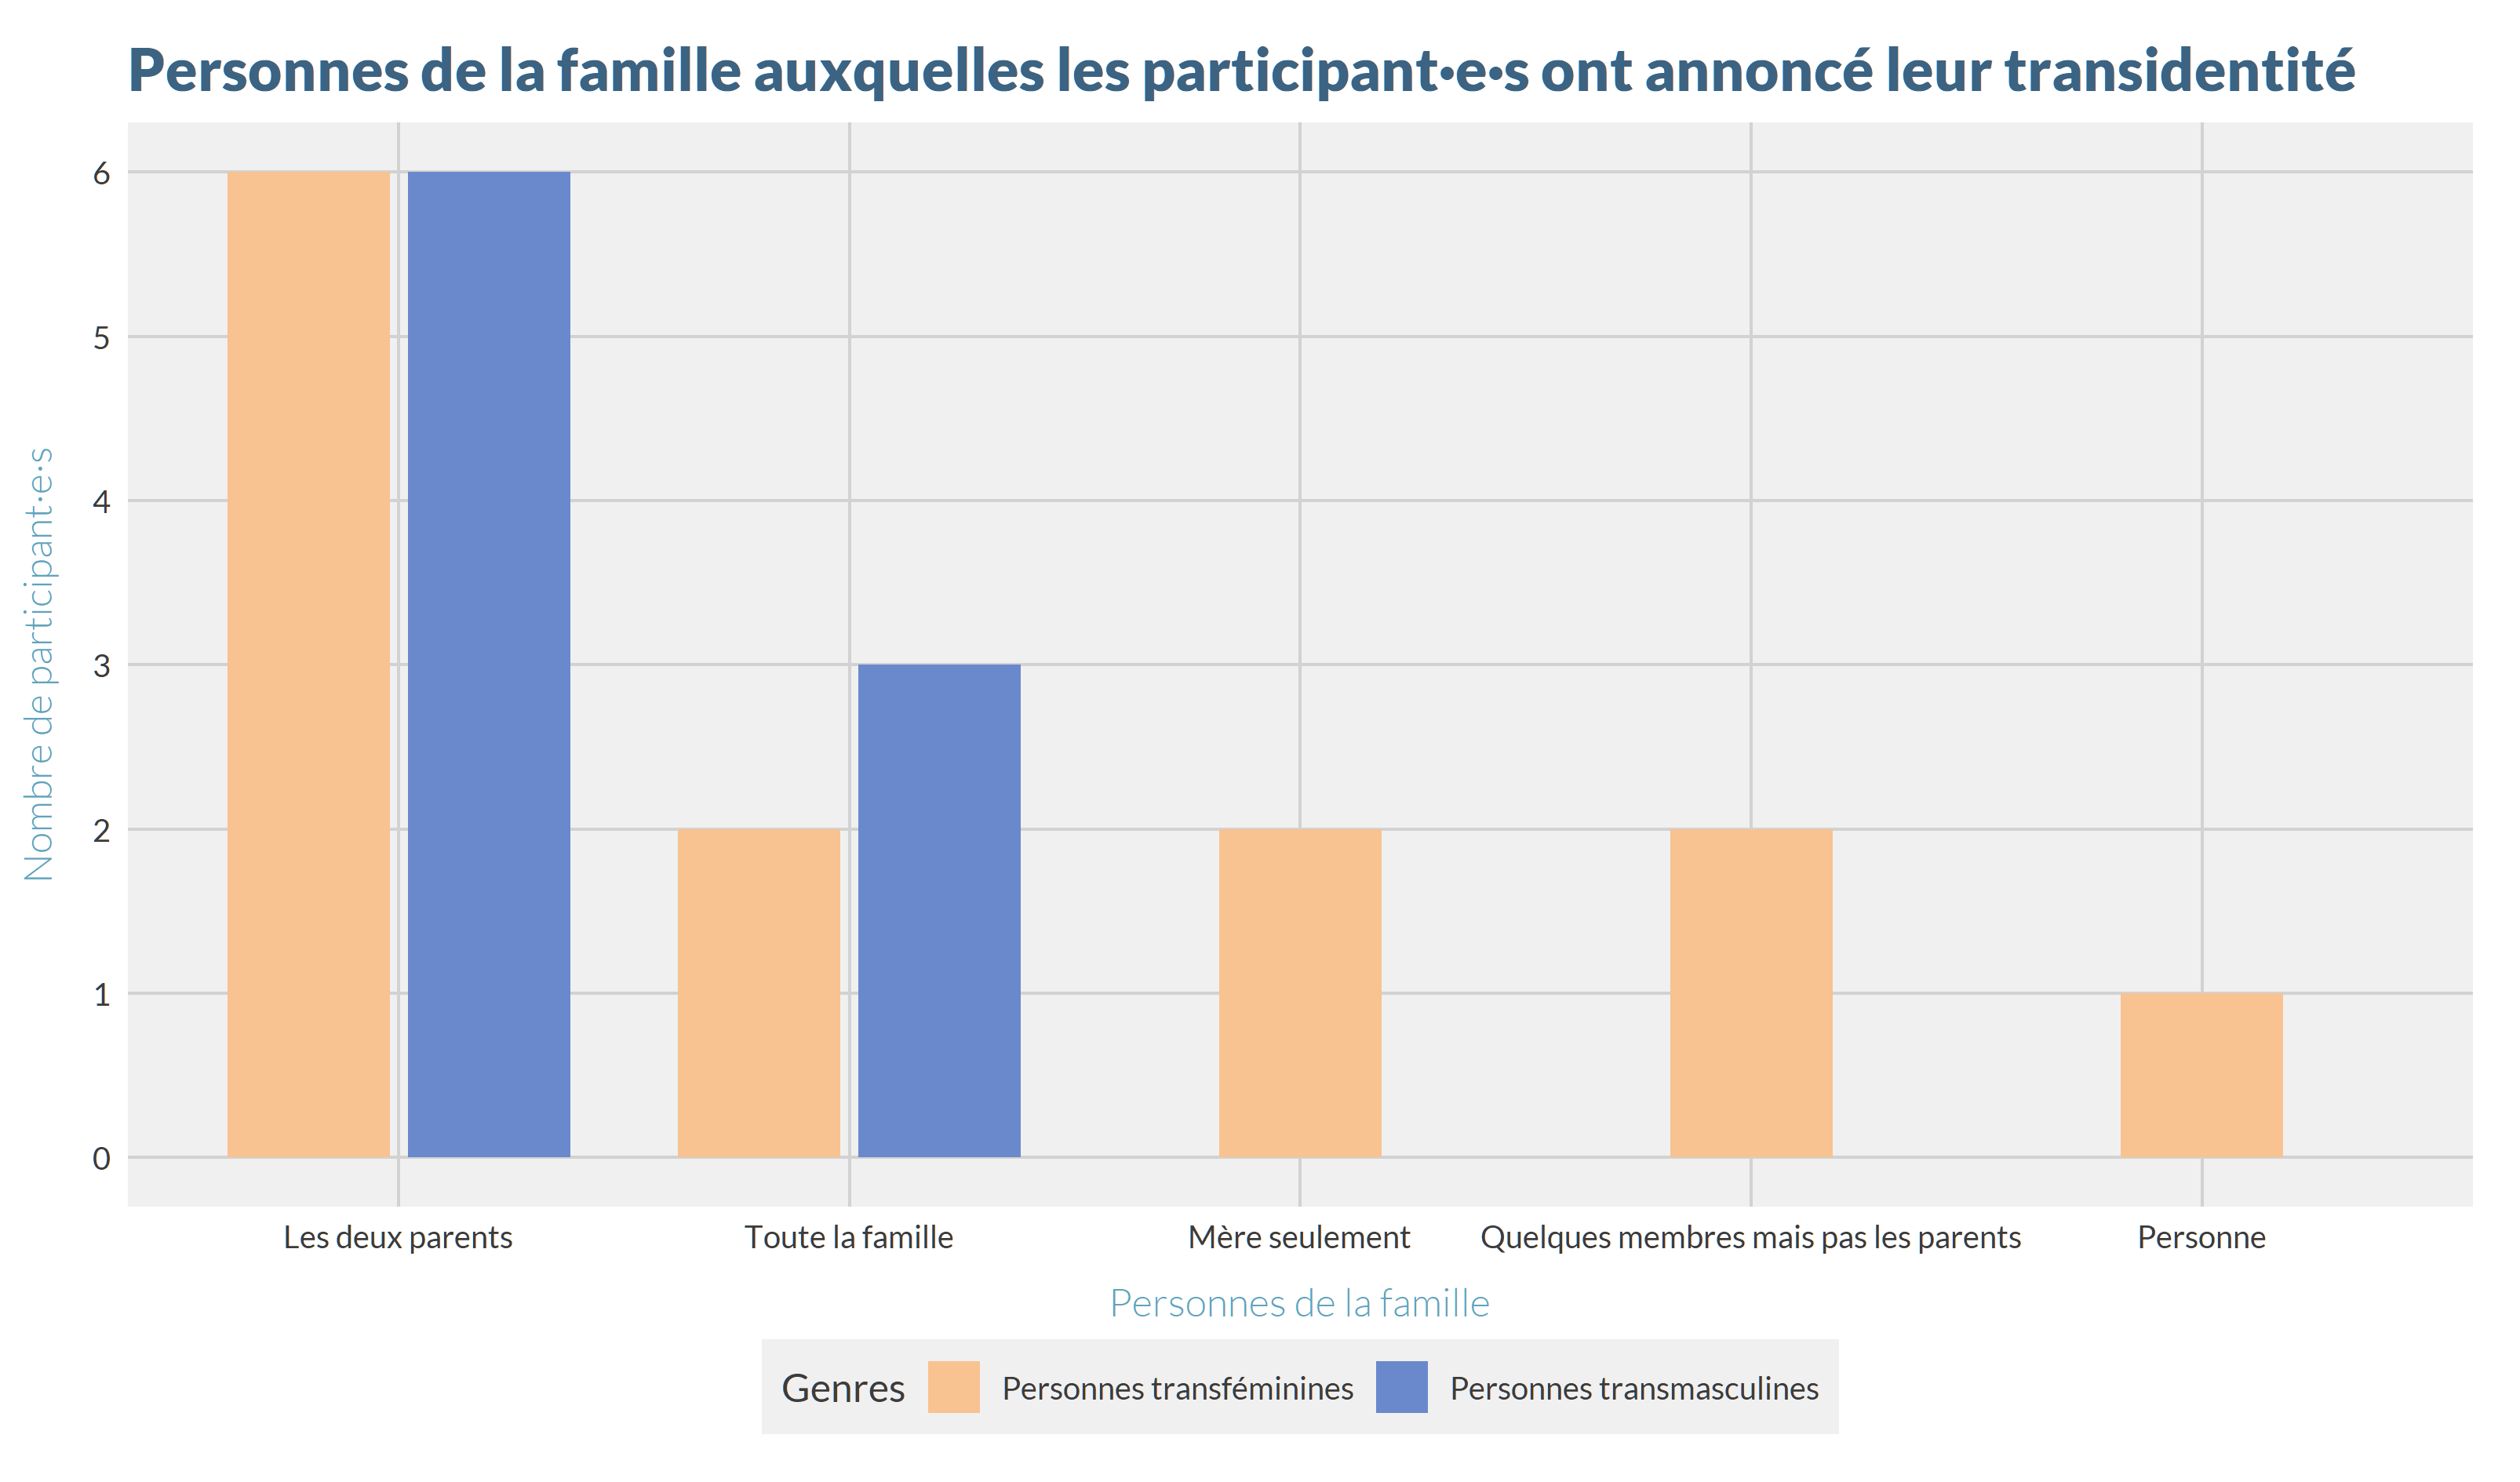 Personnes de la famille auxquelles les participant·e·s ont annoncé leur transidentité
Nombre de participant·e·s
6
5
4
3
2
1
0
Les deux parents
Toute la famille
Mère seulement
Quelques membres mais pas les parents
Personne
Personnes de la famille
Genres
Personnes transféminines
Personnes transmasculines